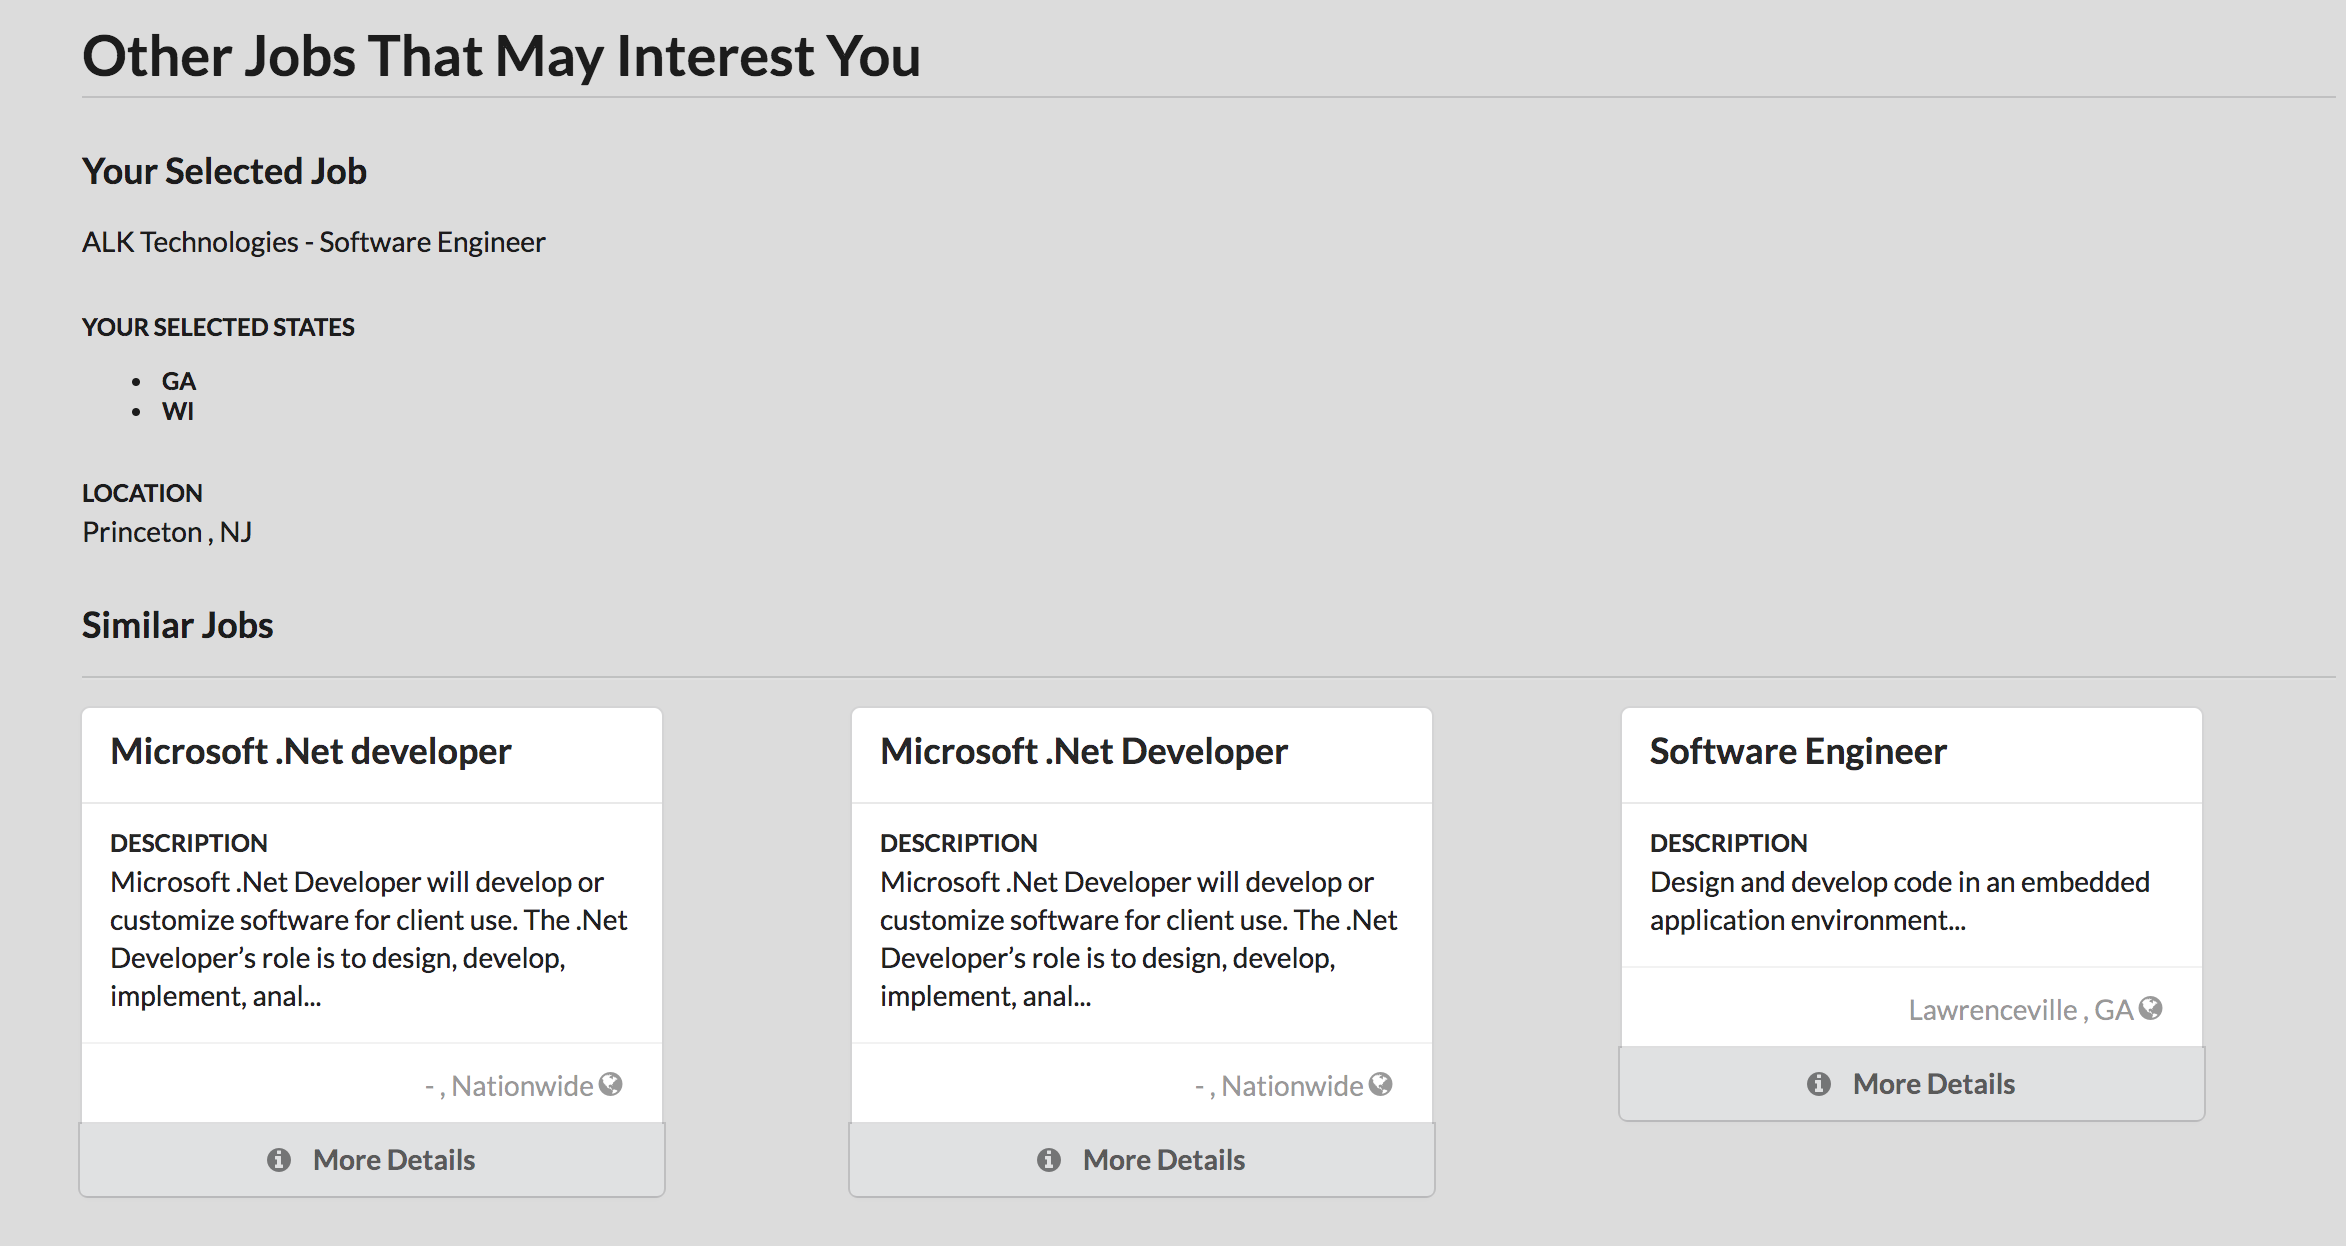 Other Jobs That May Interest You
Your Selected Job
ALK Technologies - Software Engineer
YOUR SELECTED STATES
• GA
• WI
LOCATION
Princeton , NJ
Similar Jobs
Microsoft .Net developer
DESCRIPTION
Microsoft .Net Developer will develop or
customize software for client use. The .Net
Developer’s role is to design, develop,
implement, anal...
- , Nationwide
More Details
Microsoft .Net Developer
DESCRIPTION
Microsoft .Net Developer will develop or
customize software for client use. The .Net
Developer’s role is to design, develop,
implement, anal...
- , Nationwide
More Details
Software Engineer
DESCRIPTION
Design and develop code in an embedded
application environment...
Lawrenceville , GA
More Details